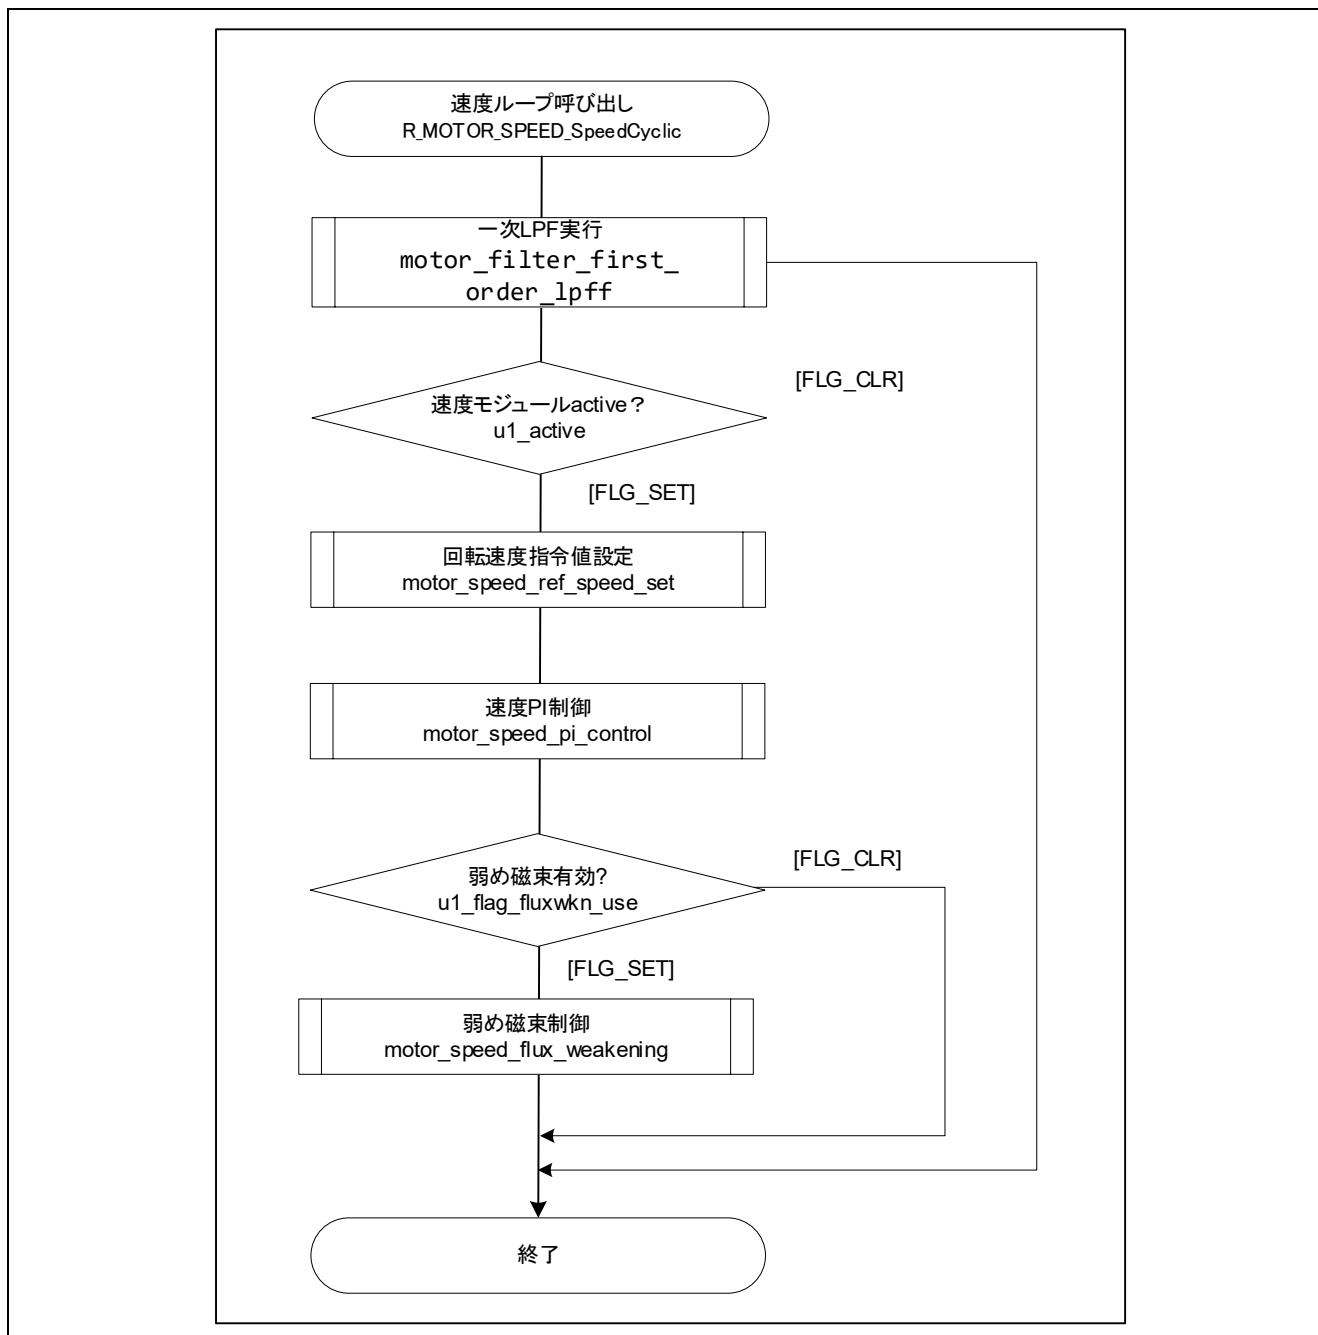 速度ループ呼び出し
R_MOTOR_SPEED_SpeedCyclic
一次LPF実行
motor_filter_first_
order_lpff
[FLG_CLR]
速度モジュールactive？
u1_active
[FLG_SET]
回転速度指令値設定
motor_speed_ref_speed_set
速度PI制御
motor_speed_pi_control
[FLG_CLR]
弱め磁束有効?
u1_flag_fluxwkn_use
[FLG_SET]
弱め磁束制御
motor_speed_flux_weakening
終了